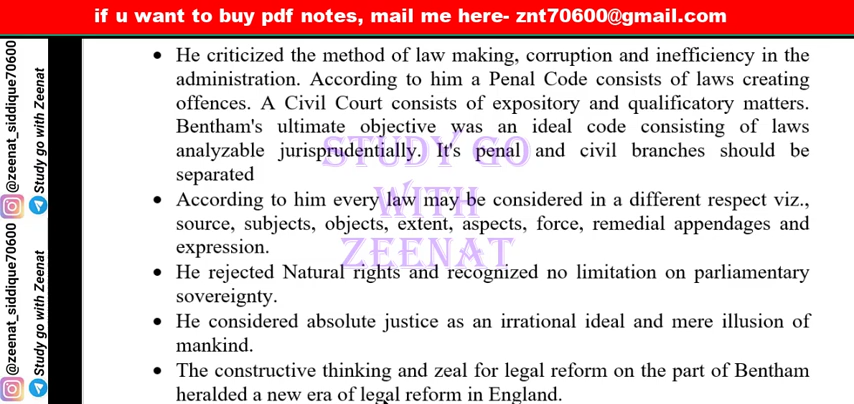 if u want to buy pdf notes, mail me here- znt70600@gmail.com
• He criticized the method of law making, corruption and inefficiency in the
administration. According to him a Penal Code consists of laws creating
offences. A Civil Court consists of expository and qualificatory matters.
Bentham's ultimate objective was an ideal code consisting of laws
analyzable jurisprudentially. It's penal and civil branches should be
separated
• According to him every law may be considered in a different respect viz.,
source, subjects, objects, extent, aspects, force, remedial appendages and
expression.
• He rejected Natural rights and recognized no limitation on parliamentary
sovereignty.
• He considered absolute justice as an irrational ideal and mere illusion of
mankind.
• The constructive thinking and zeal for legal reform on the part of Bentham
heralded a new era of legal reform in England.
STUDY GO
WITH
ZEENAT
@zeenat_siddique70600
Study go with Zeenat
@zeenat_siddique70600
Study go with Zeenat